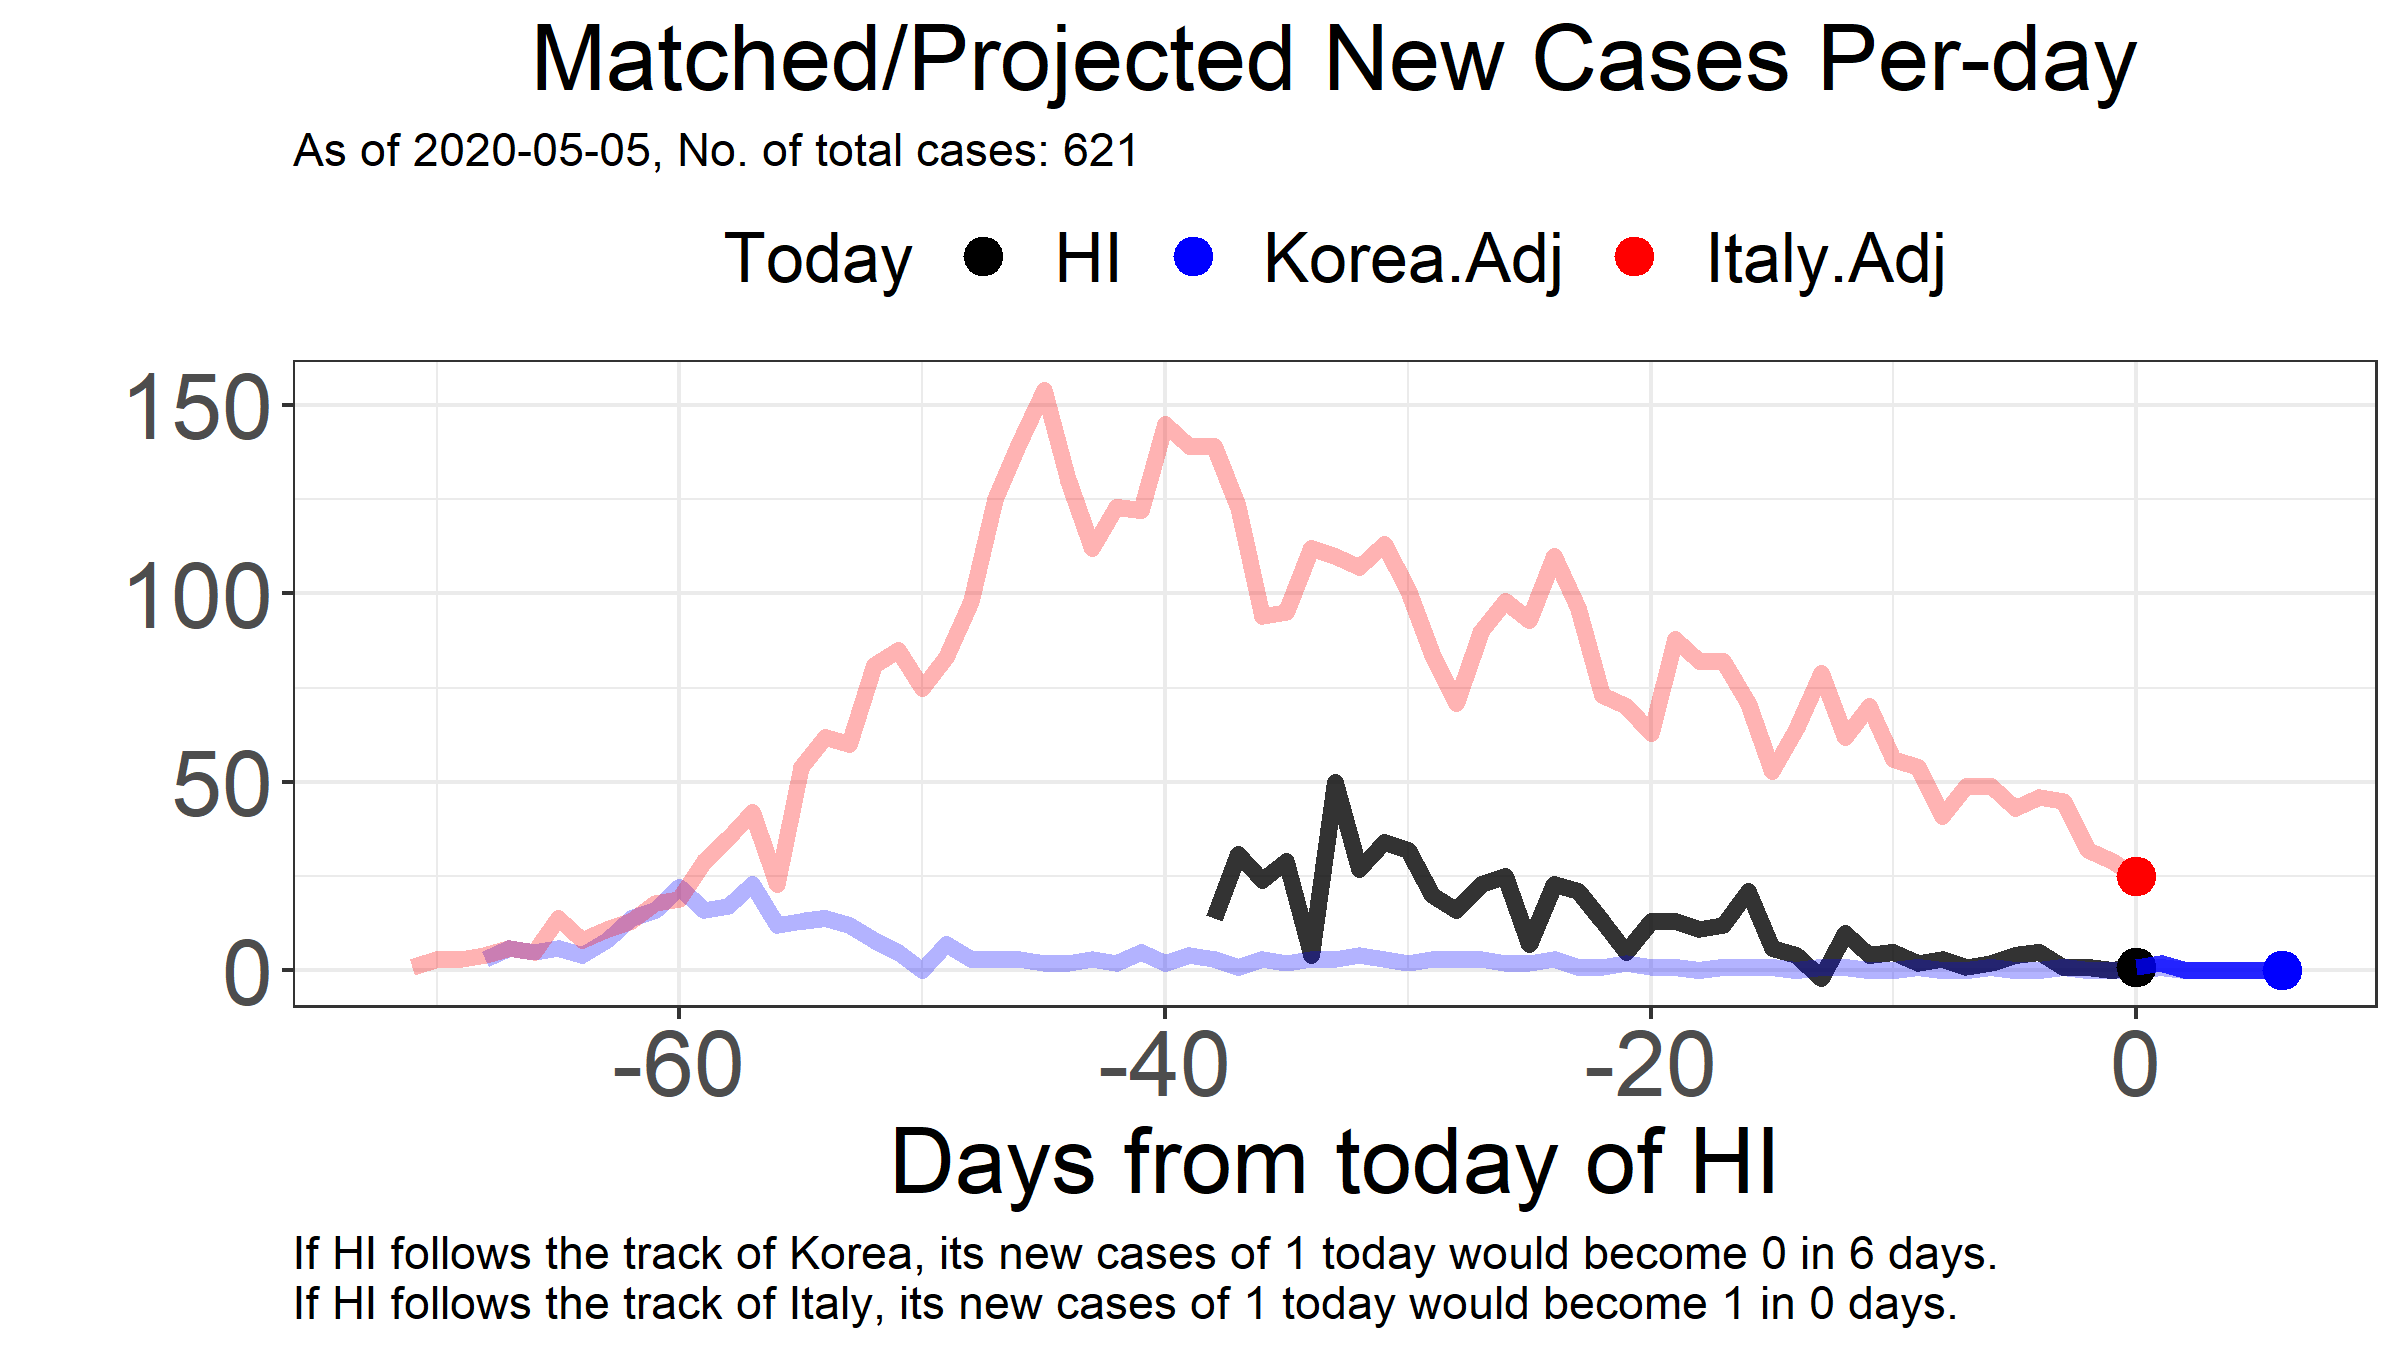 Matched/Projected New Cases Per-day
As of 2020-05-05, No. of total cases: 621
Today HI Korea.Adj Italy.Adj
150
100
50
0
-60 -40 -20 0
Days from today of HI
If HI follows the track of Korea, its new cases of 1 today would become 0 in 6 days.
If HI follows the track of Italy, its new cases of 1 today would become 1 in 0 days.